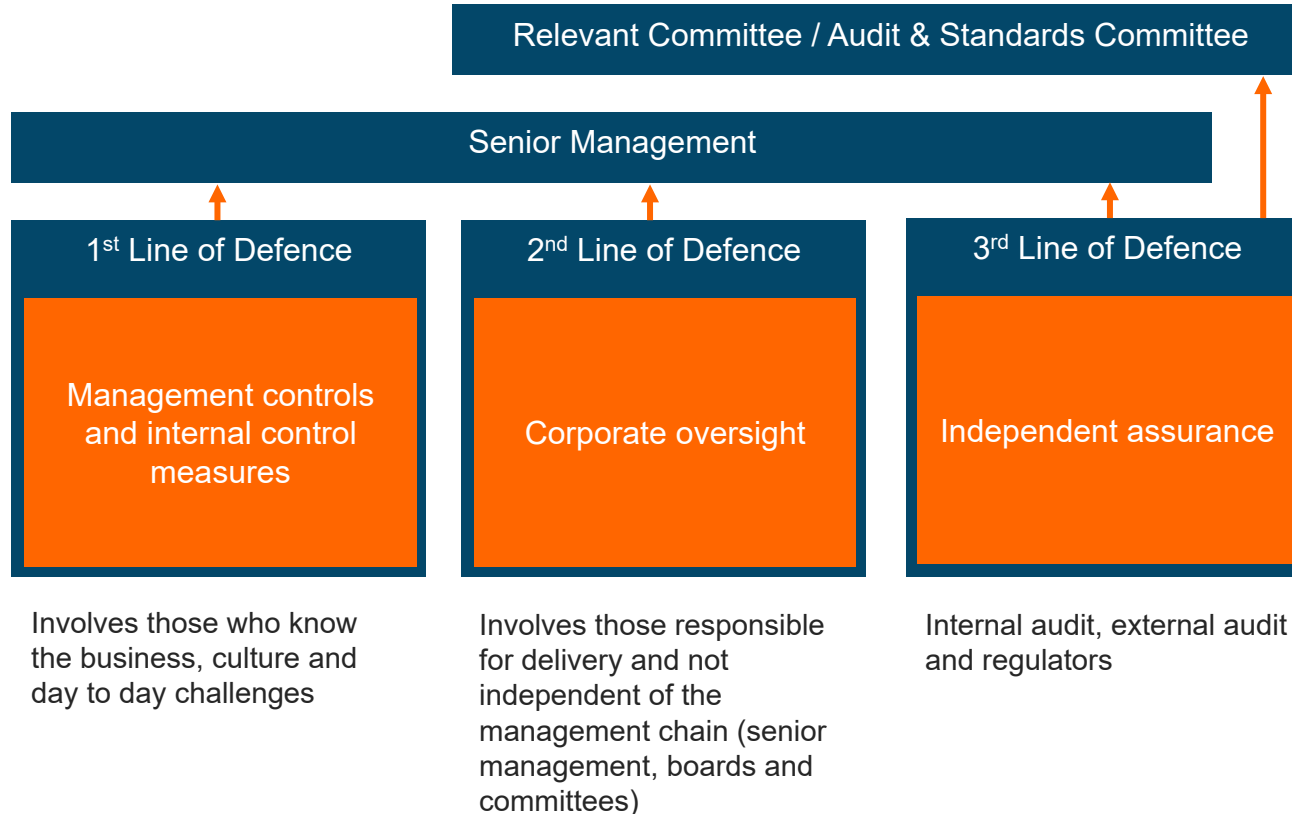 Relevant Committee / Audit & Standards Committee
Senior Management
1st Line of Defence
Management controls
and internal control
measures
Involves those who know
the business, culture and
day to day challenges
2nd Line of Defence
Corporate oversight
Involves those responsible
for delivery and not
independent of the
management chain (senior
management, boards and
committees)
3rd Line of Defence
Independent assurance
Internal audit, external audit
and regulators